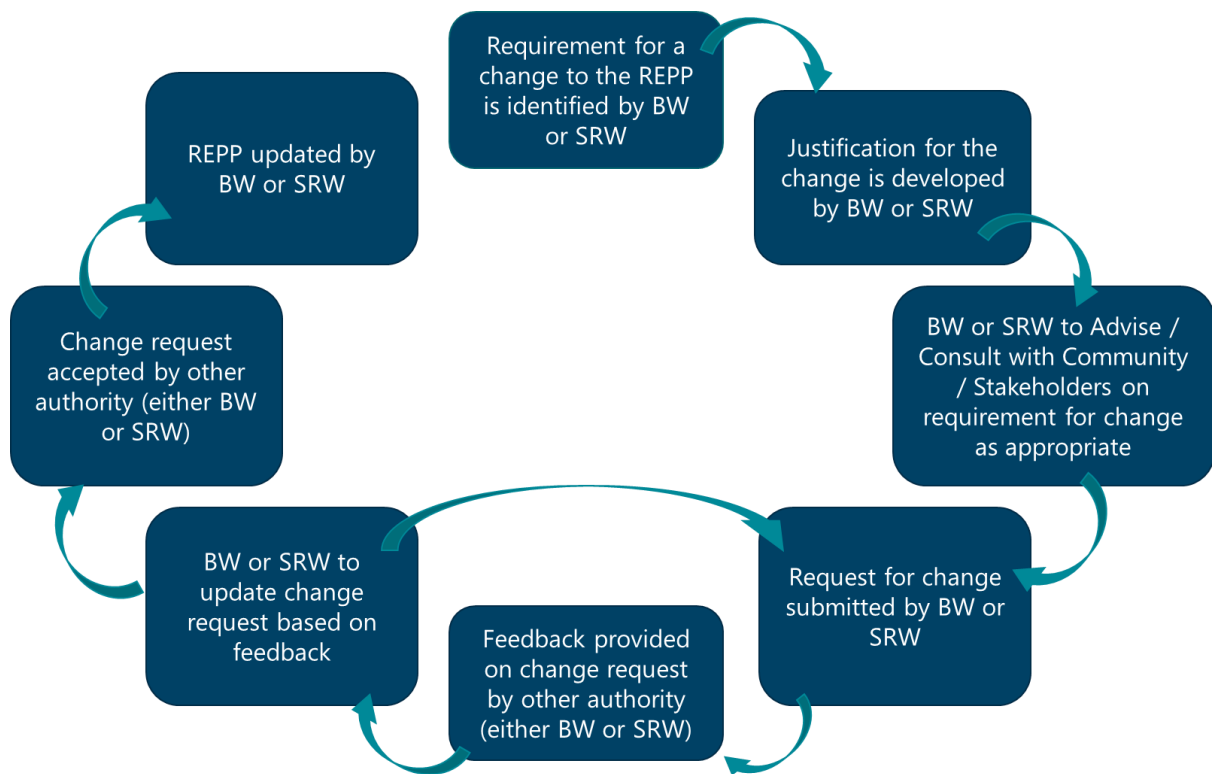 Requirement for a
change to the REPP
is identified by BW
or SRW
Justification for the
change is developed
by BW or SRW
BW or SRW to Advise /
Consult with Community
/ Stakeholders on
requirement for change
as appropriate
Request for change
submitted by BW or
SRW
Feedback provided
on change request
by other authority
(either BW or SRW)
BW or SRW to
update change
request based on
feedback
Change request
accepted by other
authority (either BW
or SRW)
REPP updated by
BW or SRW